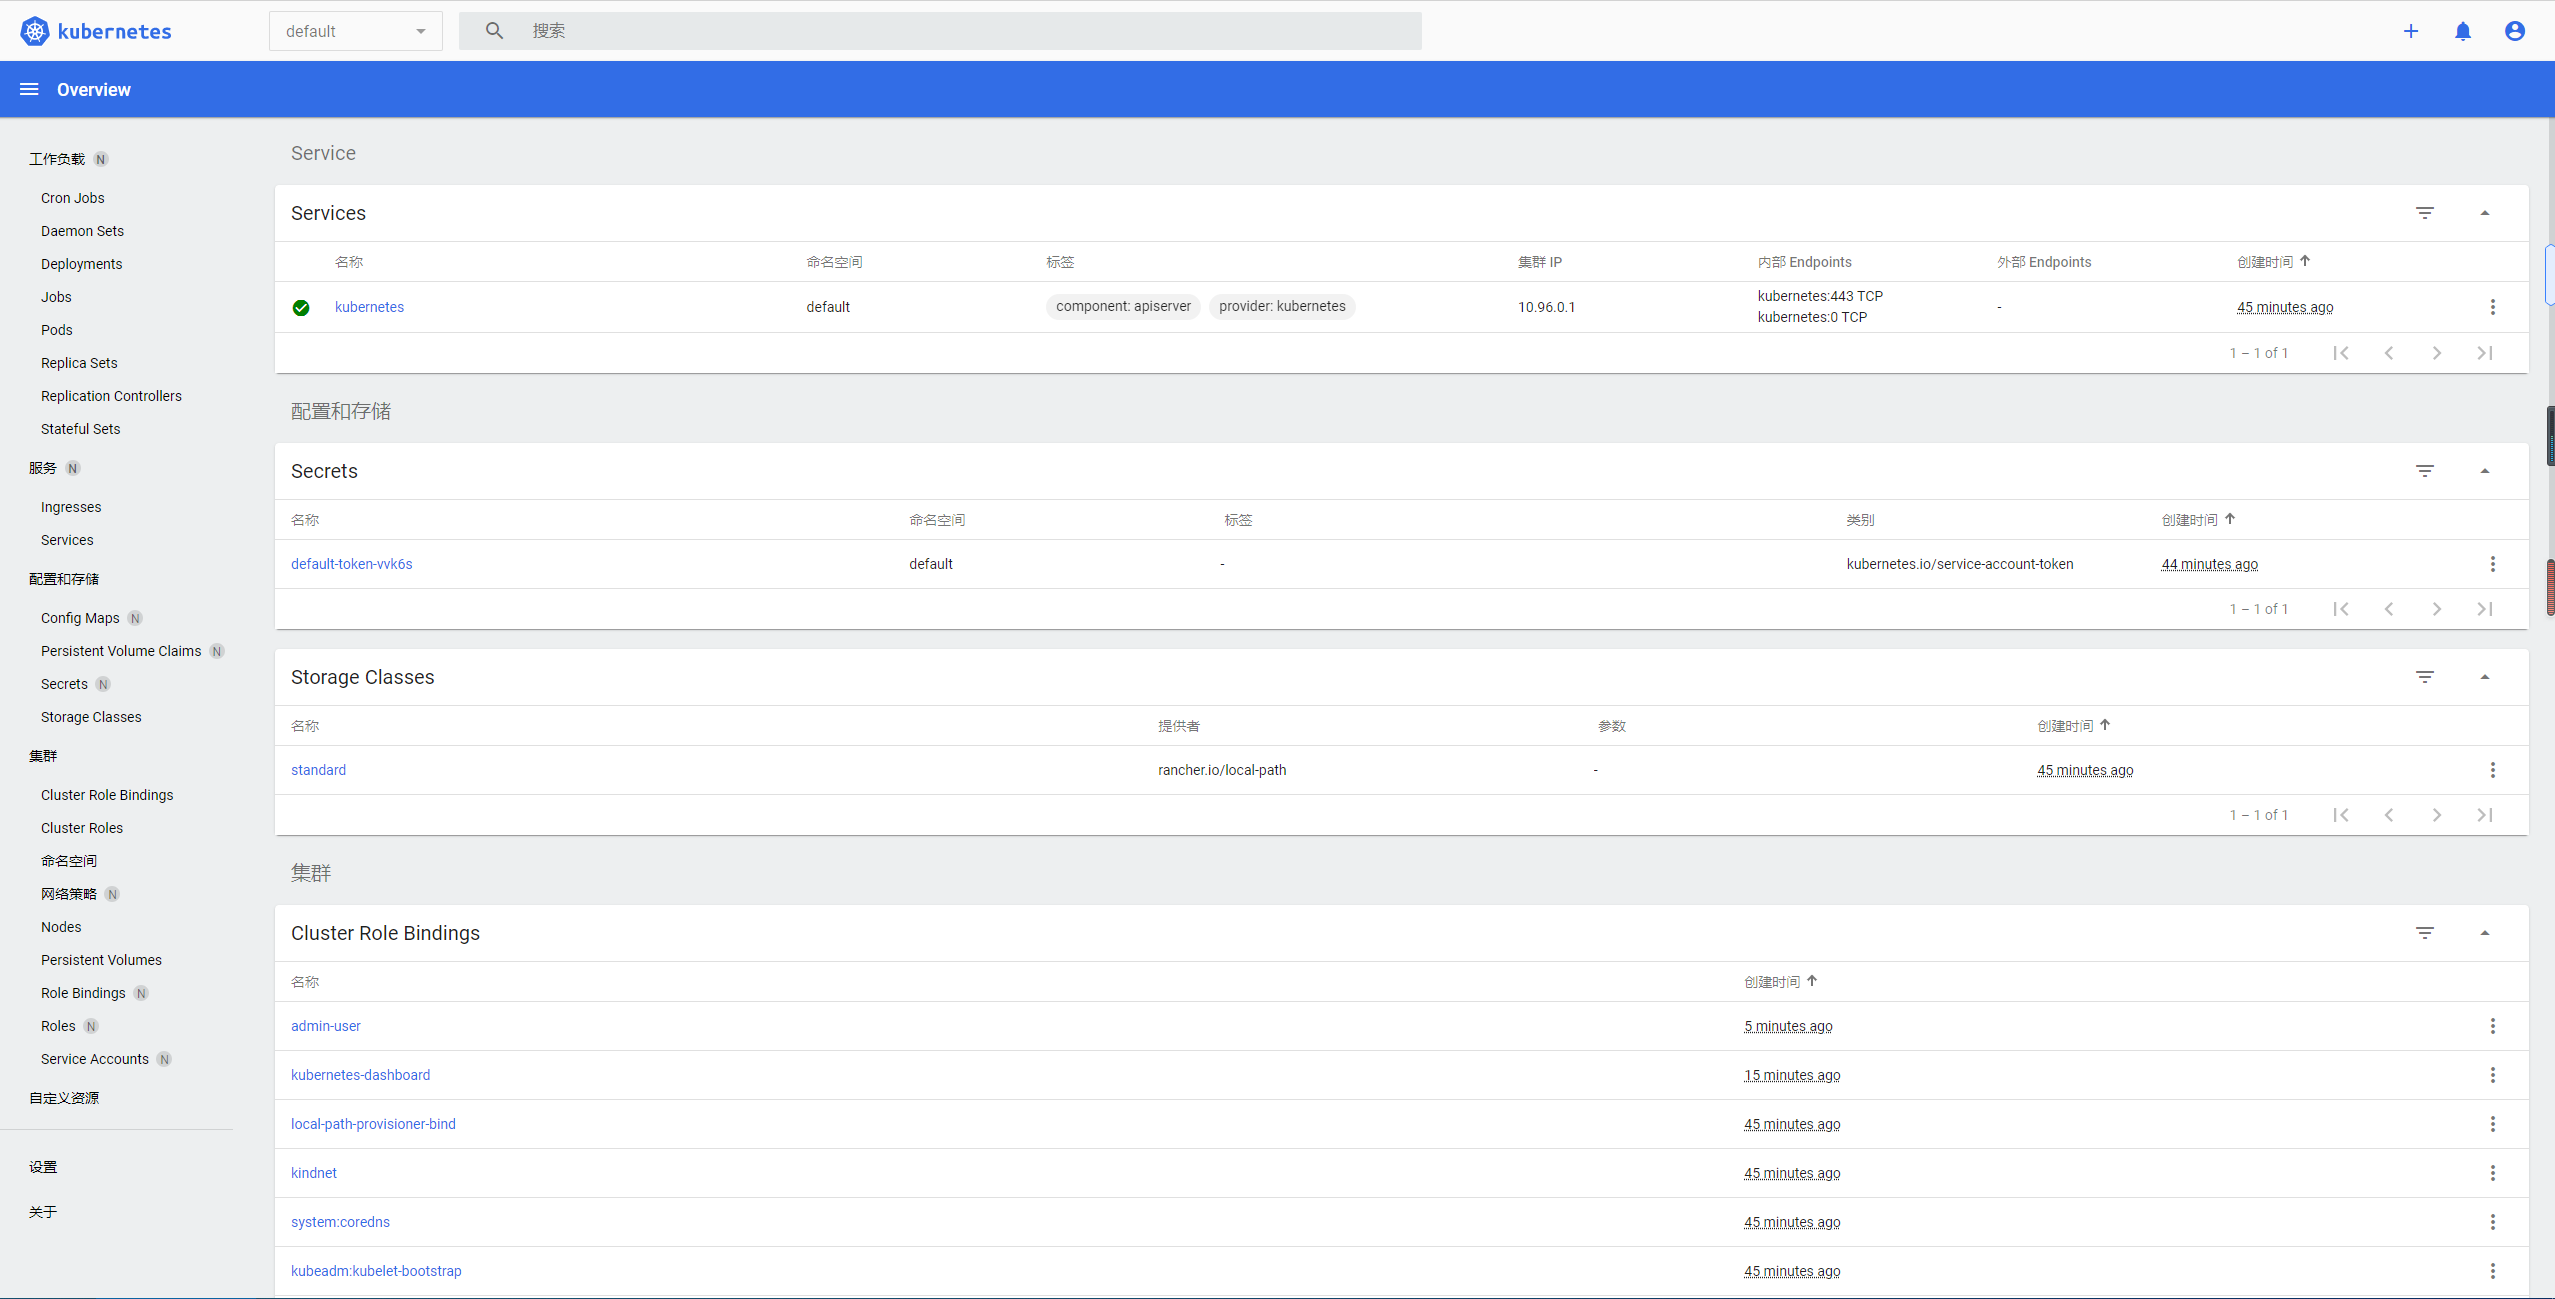 kubernetes
default
搜索
Overview
工作负载 N
Cron Jobs
Daemon Sets
Deployments
Jobs
Pods
Replica Sets
Replication Controllers
Stateful Sets
服务 N
Ingresses
Services
配置和存储
Config Maps N
Persistent Volume Claims N
Secrets N
Storage Classes
集群
Cluster Role Bindings
Cluster Roles
命名空间
网络策略 N
Nodes
Persistent Volumes
Role Bindings N
Roles N
Service Accounts N
自定义资源
设置
关于
Service
Services
名称 命名空间 标签 集群 IP 内部 Endpoints 外部 Endpoints 创建时间
kubernetes default component: apiserver provider: kubernetes 10.96.0.1 kubernetes:443 TCP - 45 minutes ago
kubernetes:0 TCP
1 – 1 of 1
配置和存储
Secrets
名称 命名空间 标签 类别 创建时间
default-token-vvk6s default - kubernetes.io/service-account-token 44 minutes ago
1 – 1 of 1
Storage Classes
名称 提供者 参数 创建时间
standard rancher.io/local-path - 45 minutes ago
1 – 1 of 1
集群
Cluster Role Bindings
名称 创建时间
admin-user 5 minutes ago
kubernetes-dashboard 15 minutes ago
local-path-provisioner-bind 45 minutes ago
kindnet 45 minutes ago
system:coredns 45 minutes ago
kubeadm:kubelet-bootstrap 45 minutes ago